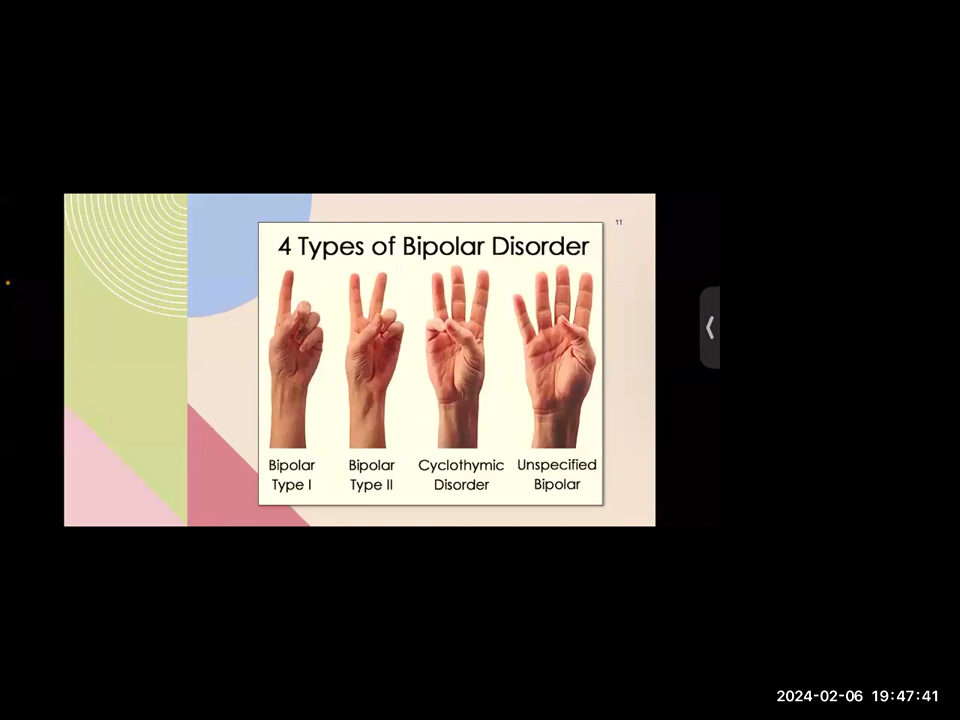 11
4 Types of Bipolar Disorder
Bipolar
Type I
Bipolar
Type II
Cyclothymic
Disorder
Unspecified
Bipolar
2024-02-06 19:47:41